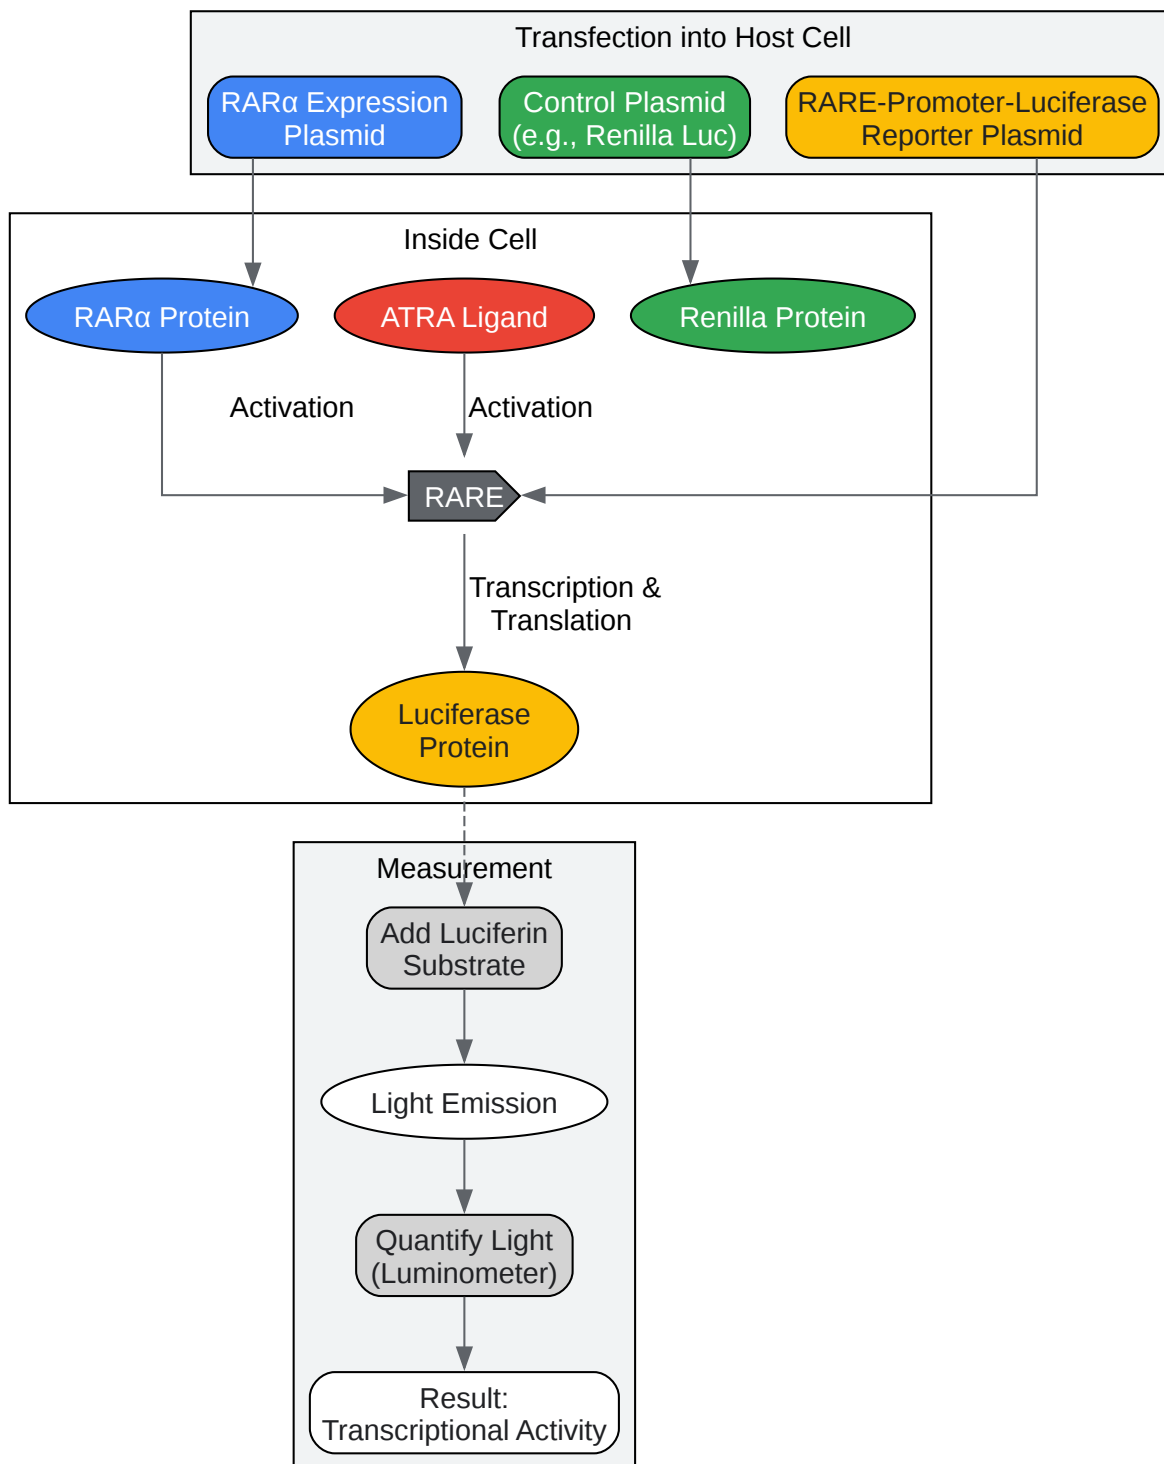 Transfection into Host Cell
RARα Expression
Plasmid
Control Plasmid
(e.g., Renilla Luc)
RARE-Promoter-Luciferase
Reporter Plasmid
Inside Cell
RARα Protein
ATRA Ligand
Renilla Protein
Activation
Activation
RARE
Transcription &
Translation
Luciferase
Protein
Measurement
Add Luciferin
Substrate
Light Emission
Quantify Light
(Luminometer)
Result:
Transcriptional Activity